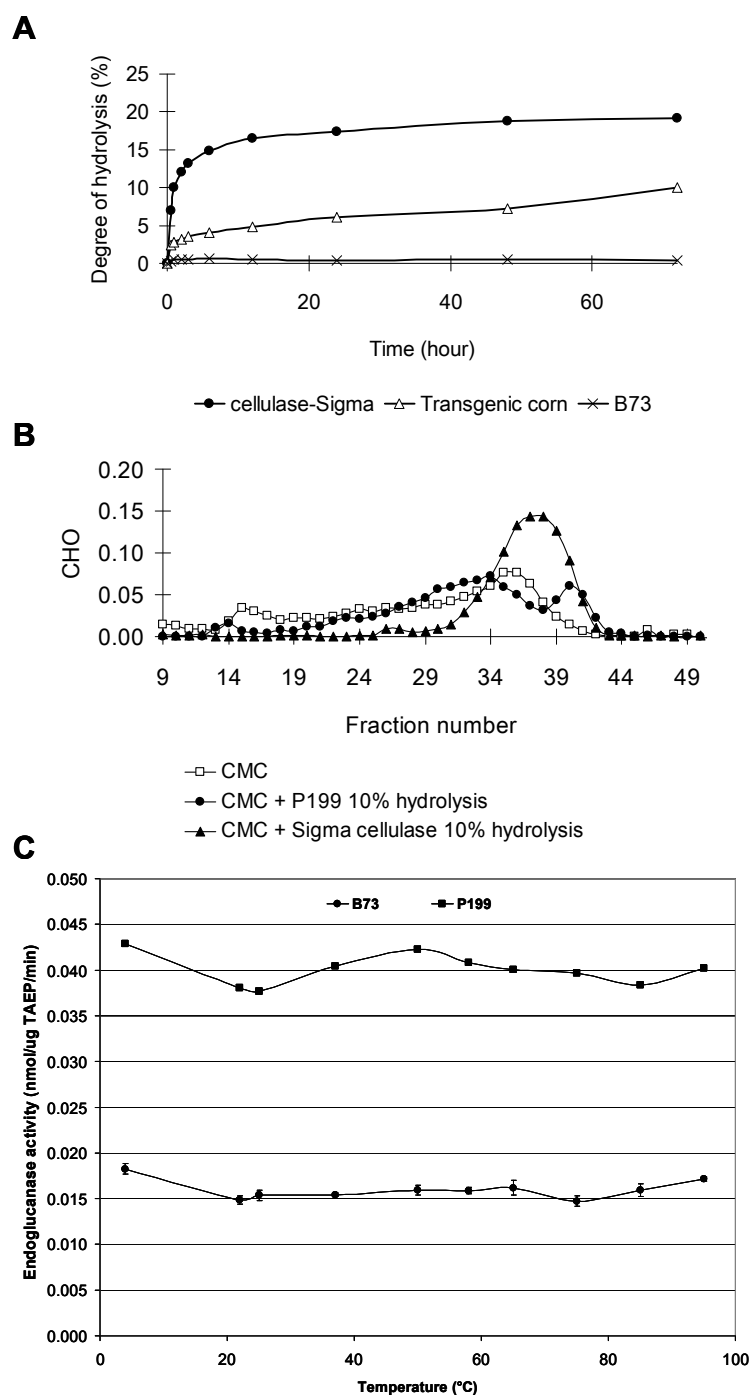 A
Degree of hydrolysis (%)
25
20
15
10
5
0
0 20 40 60
Time (hour)
cellulase-Sigma Transgenic corn B73
B
CHO
0.20
0.15
0.10
0.05
0.00
9 14 19 24 29 34 39 44 49
Fraction number
CMC
CMC + P199 10% hydrolysis
CMC + Sigma cellulase 10% hydrolysis
C
Endoglucanase activity (nmol/ug TAEP/min)
B73 P199
0.050
0.045
0.040
0.035
0.030
0.025
0.020
0.015
0.010
0.005
0.000
0 20 40 60 80 100
Temperature (°C)